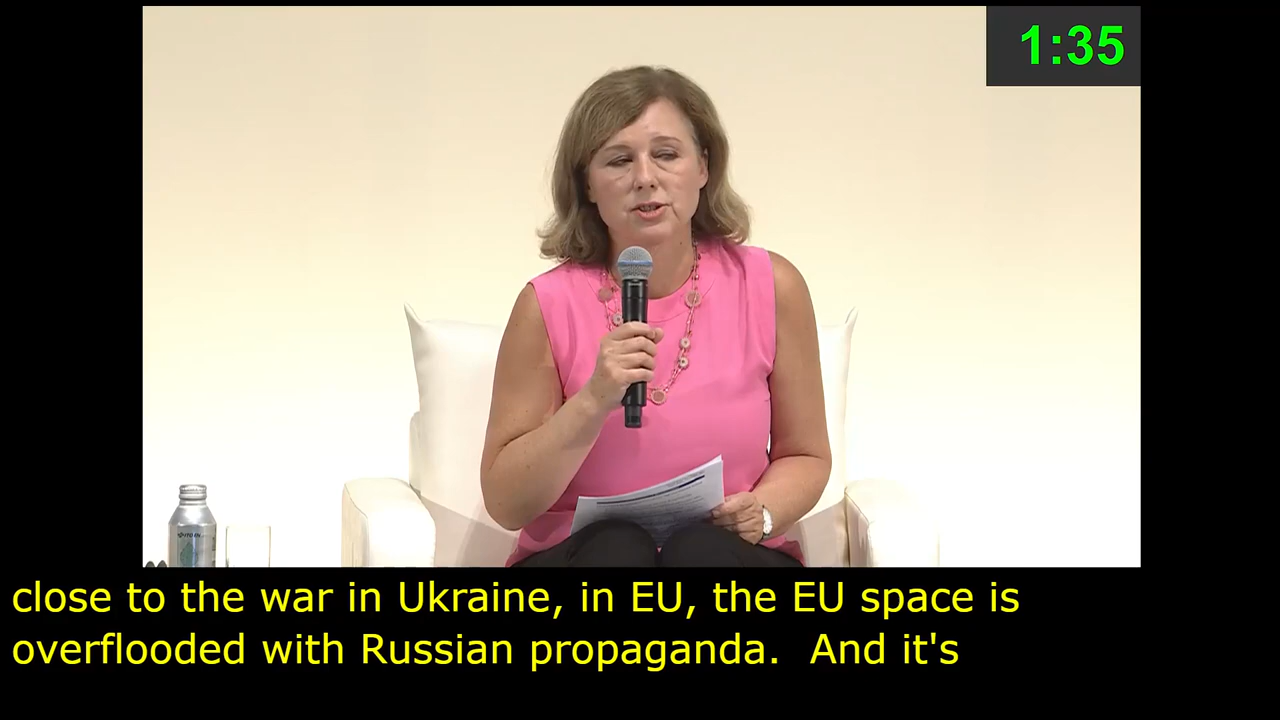 1:35
close to the war in Ukraine, in EU, the EU space is
overflooded with Russian propaganda.  And it's